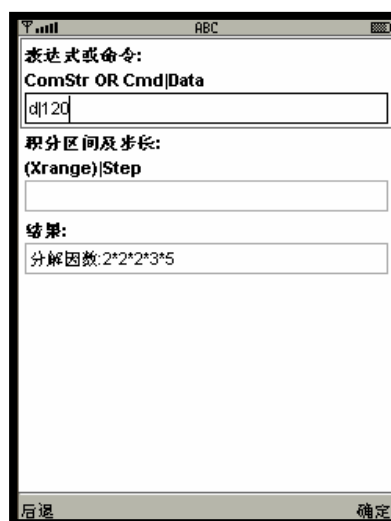 ABC
表达式或命令:
ComStr OR Cmd|Data
d|120
积分区间及步长:
(Xrange)|Step
结果:
分解因数:2*2*2*3*5
后退 确定